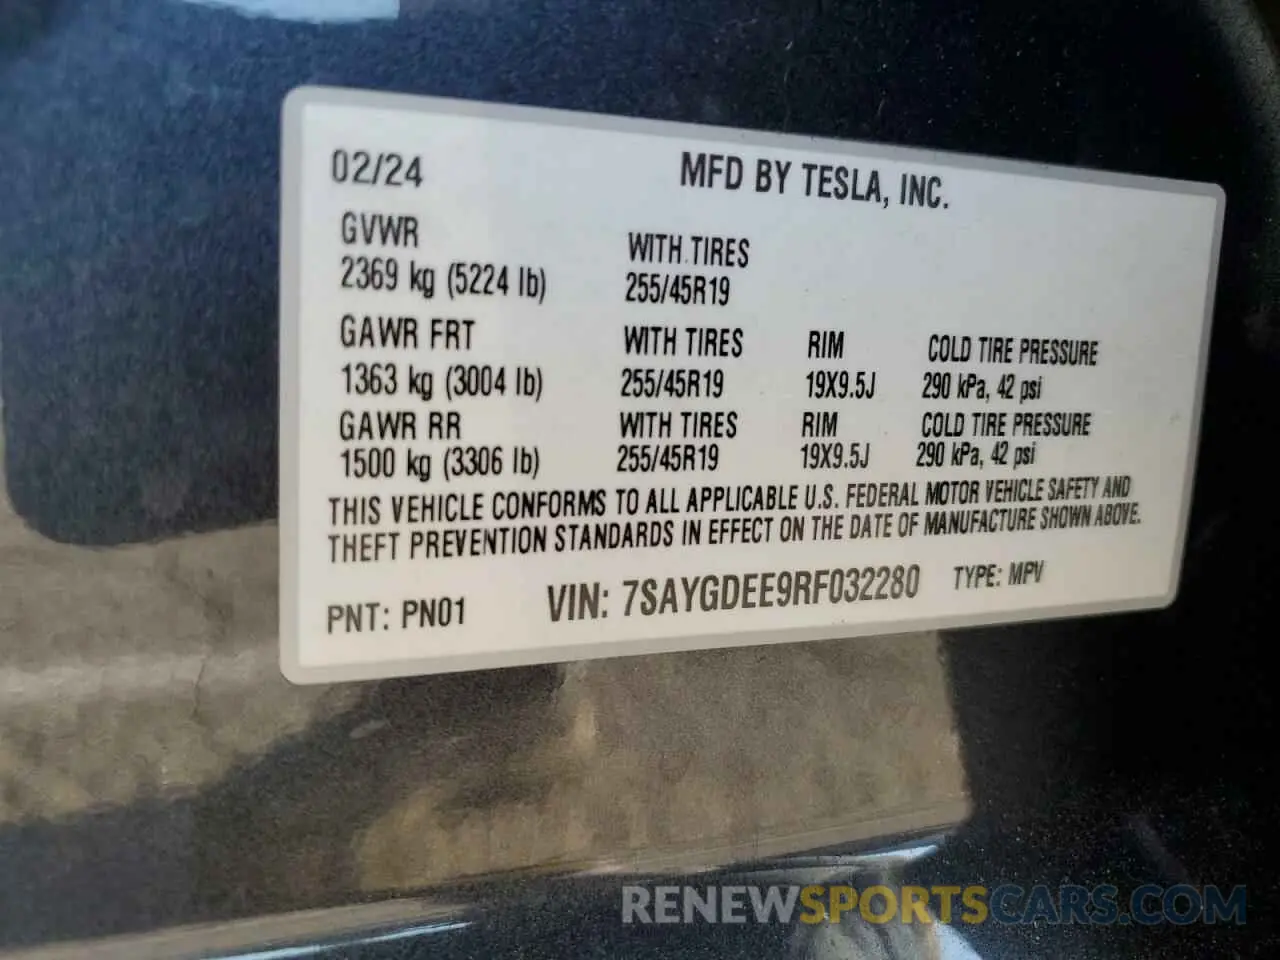 02/24 MFD BY TESLA, INC.
GVWR WITH TIRES
2369 kg (5224 lb) 255/45R19
GAWR FRT WITH TIRES RIM COLD TIRE PRESSURE
1363 kg (3004 lb) 255/45R19 19X9.5J 290 kPa, 42 psi
GAWR RR WITH TIRES RIM COLD TIRE PRESSURE
1500 kg (3306 lb) 255/45R19 19X9.5J 290 kPa, 42 psi
THIS VEHICLE CONFORMS TO ALL APPLICABLE U.S. FEDERAL MOTOR VEHICLE SAFETY AND
THEFT PREVENTION STANDARDS IN EFFECT ON THE DATE OF MANUFACTURE SHOWN ABOVE.
PNT: PN01 VIN: 7SAYGDEE9RF032280 TYPE: MPV
RENEWSPORTSCARS.COM